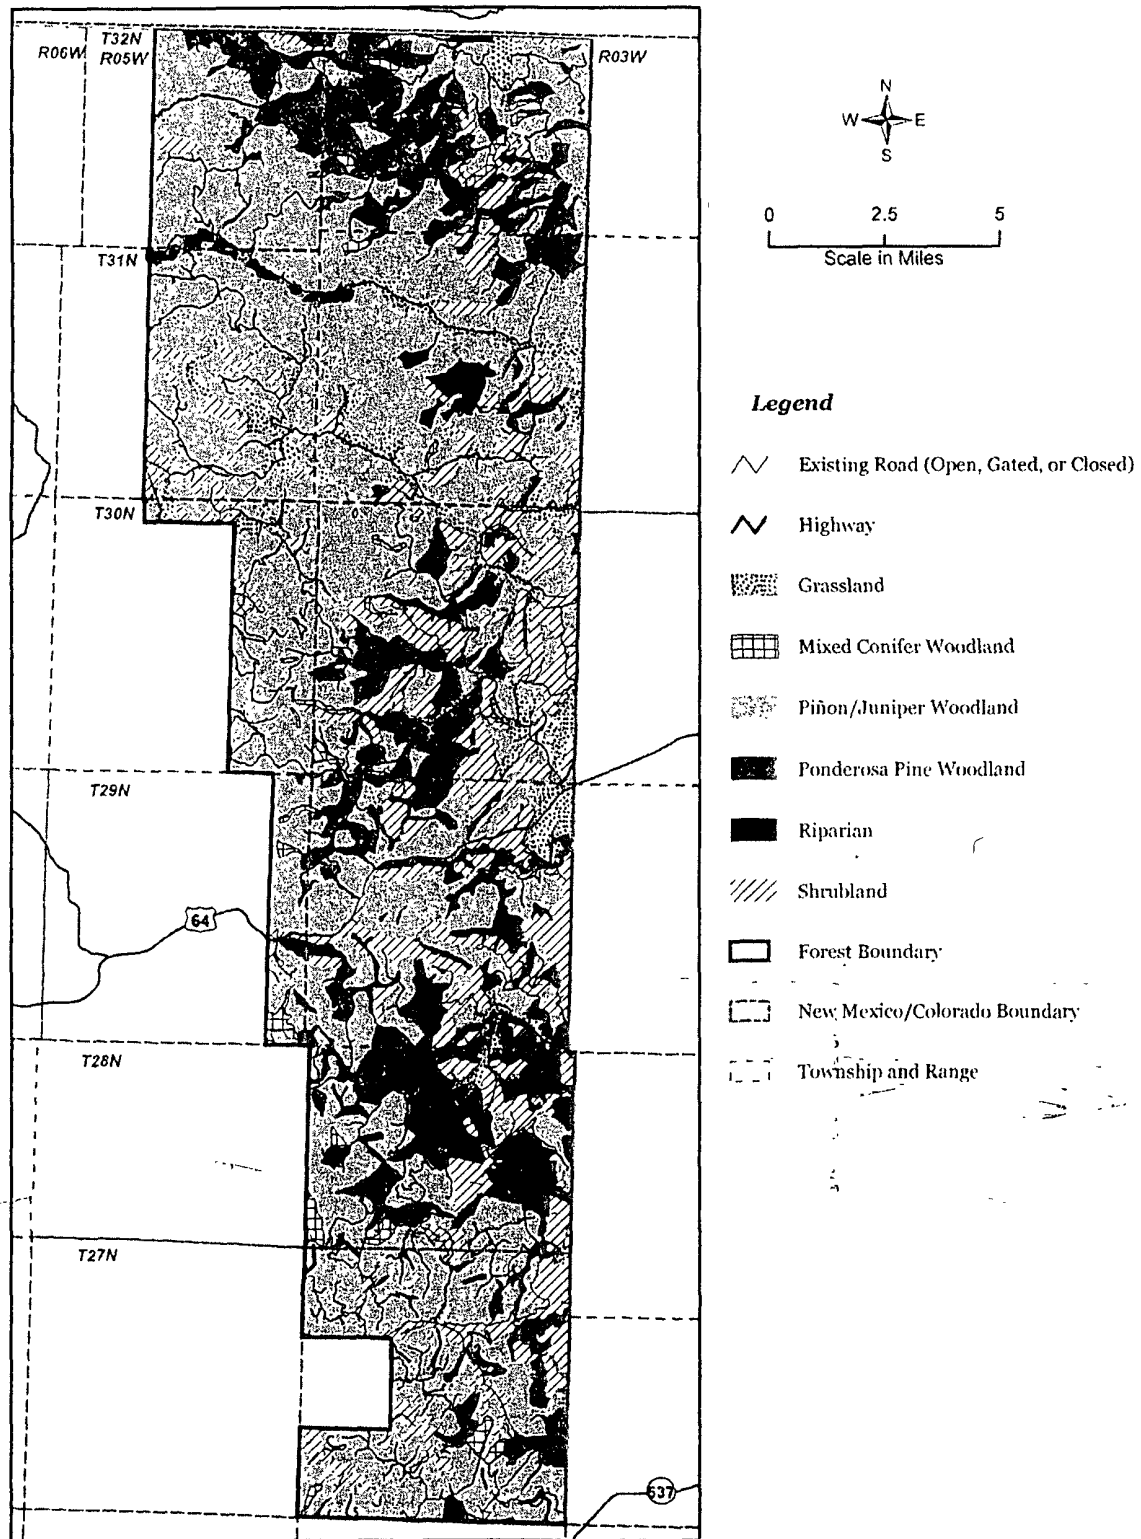 T32N
R06W R05W R03W
N
W E
S
0 2.5 5
Scale in Miles
T31N
Legend
Existing Road (Open, Gated, or Closed)
T30N
Highway
Grassland
Mixed Conifer Woodland
Piñon/Juniper Woodland
Ponderosa Pine Woodland
T29N
Riparian
Shrubland
64
Forest Boundary
New Mexico/Colorado Boundary
T28N
Township and Range
T27N
537